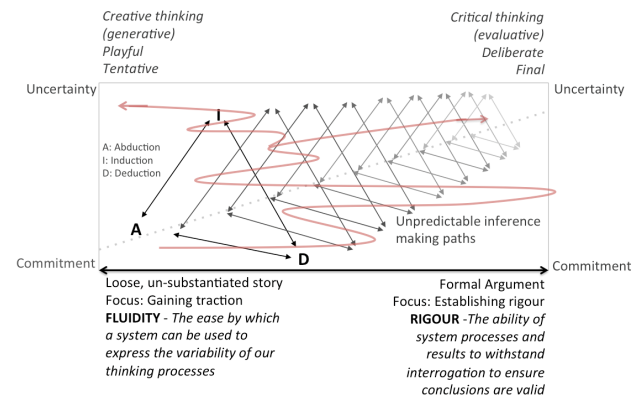 Creative thinking
(generative)
Playful
Tentative
Critical thinking
(evaluative)
Deliberate
Final
Uncertainty
Uncertainty
I
A: Abduction
I: Induction
D: Deduction
A
Unpredictable inference
making paths
D
Commitment
Commitment
Loose, un-substantiated story
Focus: Gaining traction
FLUIDITY - The ease by which
a system can be used to
express the variability of our
thinking processes
Formal Argument
Focus: Establishing rigour
RIGOUR -The ability of
system processes and
results to withstand
interrogation to ensure
conclusions are valid